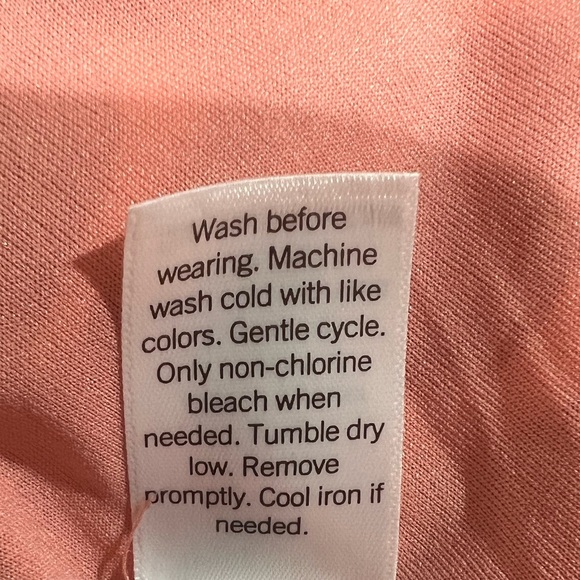 Wash before
wearing. Machine
wash cold with like
colors. Gentle cycle.
Only non-chlorine
bleach when
needed. Tumble dry
low. Remove
promptly. Cool iron if
needed.